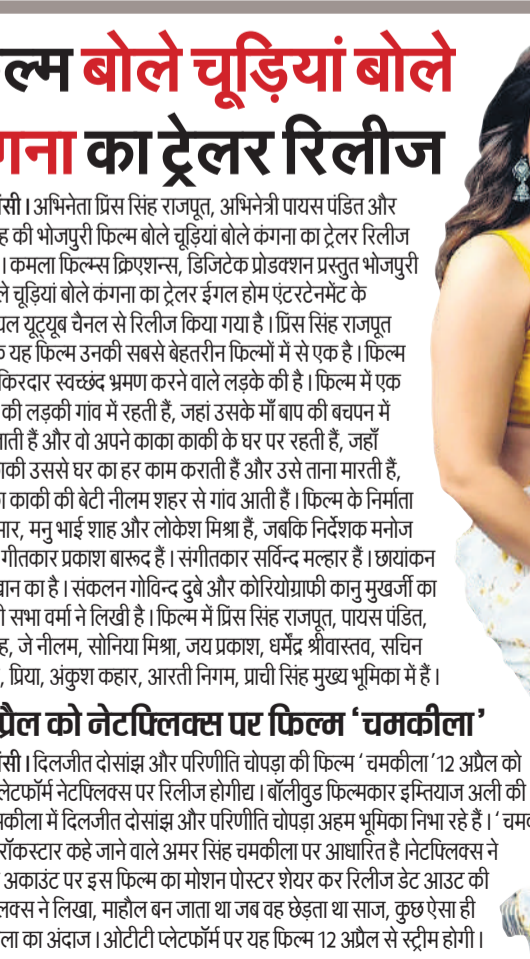 ल्म बोले चूड़ियां बोले
गना का ट्रेलर रिलीज
सी। अभिनेता प्रिंस सिंह राजपूत, अभिनेत्री पायस पंडित और
ह की भोजपुरी फिल्म बोले चूड़ियां बोले कंगना का ट्रेलर रिलीज
। कमला फिल्म्स क्रिएशन्स, डिजिटेक प्रोडक्शन प्रस्तुत भोजपुरी
ले चूड़ियां बोले कंगना का ट्रेलर ईगल होम एंटरटेनमेंट के
यल यूट्यूब चैनल से रिलीज किया गया है। प्रिंस सिंह राजपूत
क यह फिल्म उनकी सबसे बेहतरीन फिल्मों में से एक है। फिल्म
किरदार स्वच्छंद भ्रमण करने वाले लड़के की है। फिल्म में एक
की लड़की गांव में रहती हैं, जहां उसके माँ बाप की बचपन में
ाती हैं और वो अपने काका काकी के घर पर रहती हैं, जहाँ
ाकी उससे घर का हर काम कराती हैं और उसे ताना मारती हैं,
ा काकी की बेटी नीलम शहर से गांव आती हैं। फिल्म के निर्माता
मार, मनु भाई शाह और लोकेश मिश्रा हैं, जबकि निर्देशक मनोज
गीतकार प्रकाश बारूद हैं। संगीतकार सर्विन्द मल्हार हैं। छायांकन
खान का है। संकलन गोविन्द दुबे और कोरियोग्राफी कानु मुखर्जी का
ी सभा वर्मा ने लिखी है। फिल्म में प्रिंस सिंह राजपूत, पायस पंडित,
ह, जे नीलम, सोनिया मिश्रा, जय प्रकाश, धर्मेंद्र श्रीवास्तव, सचिन
, प्रिया, अंकुश कहार, आरती निगम, प्राची सिंह मुख्य भूमिका में हैं।
प्रैल को नेटफ्लिक्स पर फिल्म ‘चमकीला’
सी। दिलजीत दोसांझ और परिणीति चोपड़ा की फिल्म ‘चमकीला’ 12 अप्रैल को
लेटफॉर्म नेटफ्लिक्स पर रिलीज होगीद्य। बॉलीवुड फिल्मकार इम्तियाज अली की
मकीला में दिलजीत दोसांझ और परिणीति चोपड़ा अहम भूमिका निभा रहे हैं। ‘चमव
रॉकस्टार कहे जाने वाले अमर सिंह चमकीला पर आधारित है।नेटफ्लिक्स ने
अकाउंट पर इस फिल्म का मोशन पोस्टर शेयर कर रिलीज डेट आउट की
लक्स ने लिखा, माहौल बन जाता था जब वह छेड़ता था साज, कुछ ऐसा ही
ला का अंदाज। ओटीटी प्लेटफॉर्म पर यह फिल्म 12 अप्रैल से स्ट्रीम होगी।